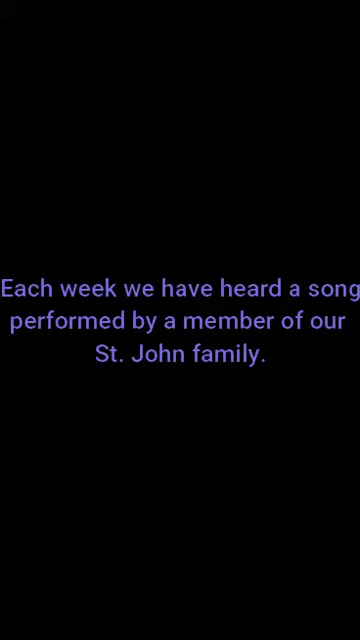 Each week we have heard a song
performed by a member of our
St. John family.